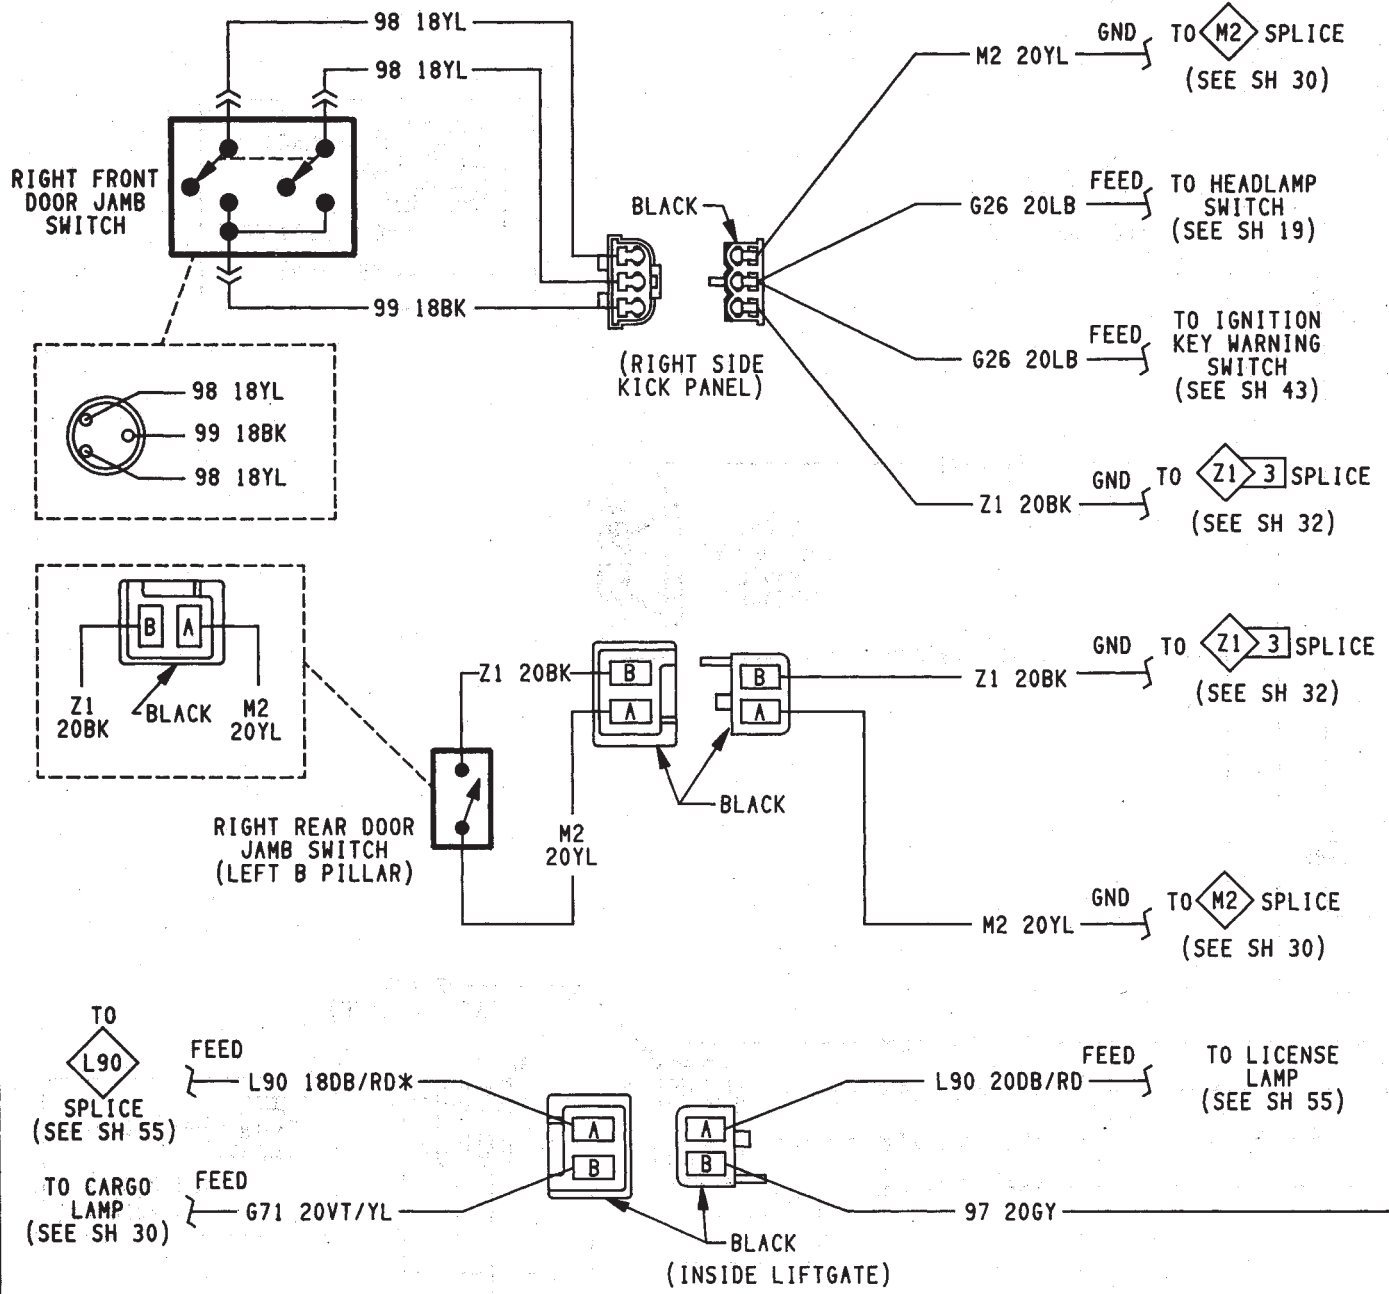 98 18YL
98 18YL
RIGHT FRONT
DOOR JAMB
SWITCH
99 18BK
BLACK
(RIGHT SIDE
KICK PANEL)
M2 20YL
GND
TO M2 SPLICE
(SEE SH 30)
G26 20LB
FEED
TO HEADLAMP
SWITCH
(SEE SH 19)
G26 20LB
FEED
TO IGNITION
KEY WARNING
SWITCH
(SEE SH 43)
Z1 20BK
GND
TO Z1 3 SPLICE
(SEE SH 32)
98 18YL
99 18BK
98 18YL
B A
Z1
20BK
BLACK
M2
20YL
RIGHT REAR DOOR
JAMB SWITCH
(LEFT B PILLAR)
Z1 20BK
M2
20YL
B
A
B
A
BLACK
Z1 20BK
GND
TO Z1 3 SPLICE
(SEE SH 32)
M2 20YL
GND
TO M2 SPLICE
(SEE SH 30)
TO
L90
SPLICE
(SEE SH 55)
FEED
L90 18DB/RD*
TO CARGO
LAMP
(SEE SH 30)
FEED
G71 20VT/YL
A
B
A
B
BLACK
(INSIDE LIFTGATE)
L90 20DB/RD
FEED
TO LICENSE
LAMP
(SEE SH 55)
97 20GY